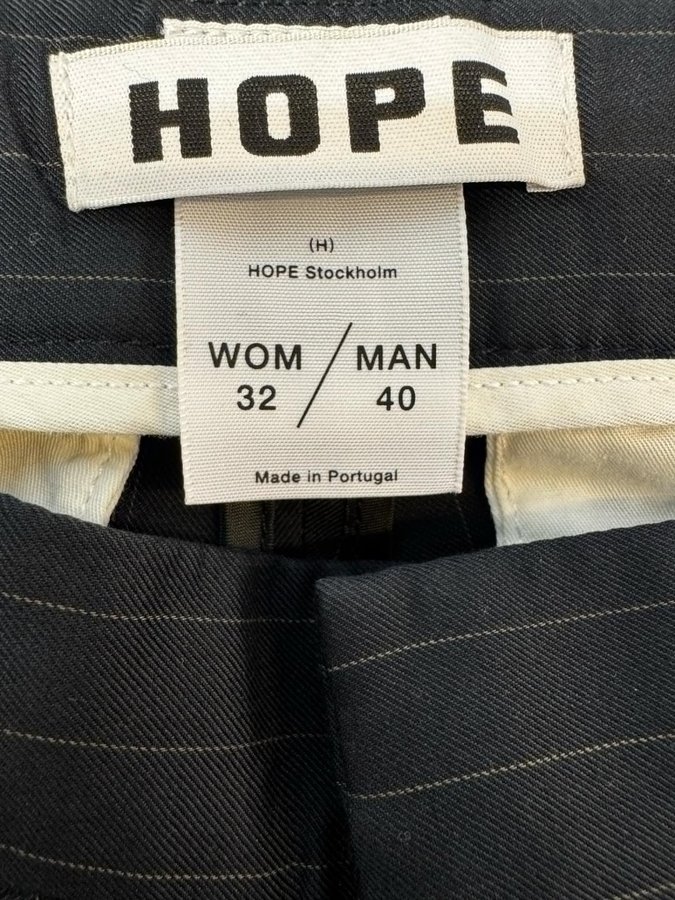 HOPE
(H)
HOPE Stockholm
WOM / MAN
32 / 40
Made in Portugal